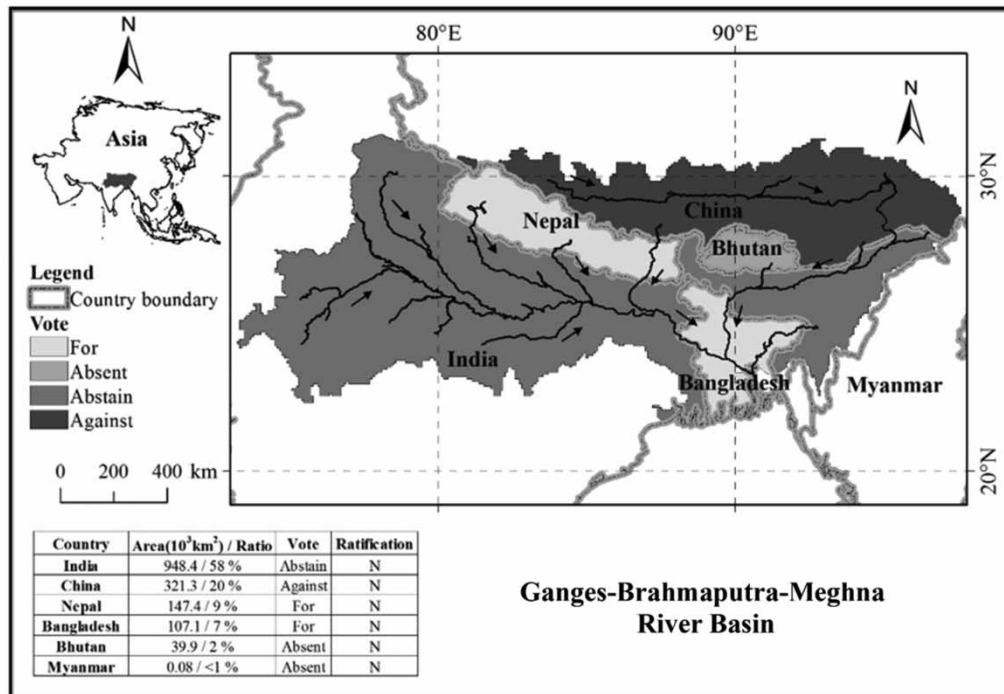 N
80°E
90°E
N
Asia
30°N
20°N
China
Nepal
Bhutan
India
Bangladesh
Myanmar
Legend
Country boundary
Vote
For
Absent
Abstain
Against
0 200 400 km
Country Area(10³km²) / Ratio Vote Ratification
India 948.4 / 58 % Abstain N
China 321.3 / 20 % Against N
Nepal 147.4 / 9 % For N
Bangladesh 107.1 / 7 % For N
Bhutan 39.9 / 2 % Absent N
Myanmar 0.08 / <1 % Absent N
Ganges-Brahmaputra-Meghna
River Basin